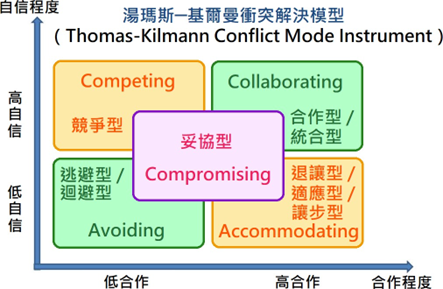 自信程度
湯瑪斯–基爾曼衝突解決模型
（Thomas-Kilmann Conflict Mode Instrument）
高自信
Competing
競爭型
Collaborating
合作型/
統合型
妥協型
Compromising
低自信
逃避型/
迴避型
Avoiding
退讓型/
適應型/
讓步型
Accommodating
低合作
高合作
合作程度